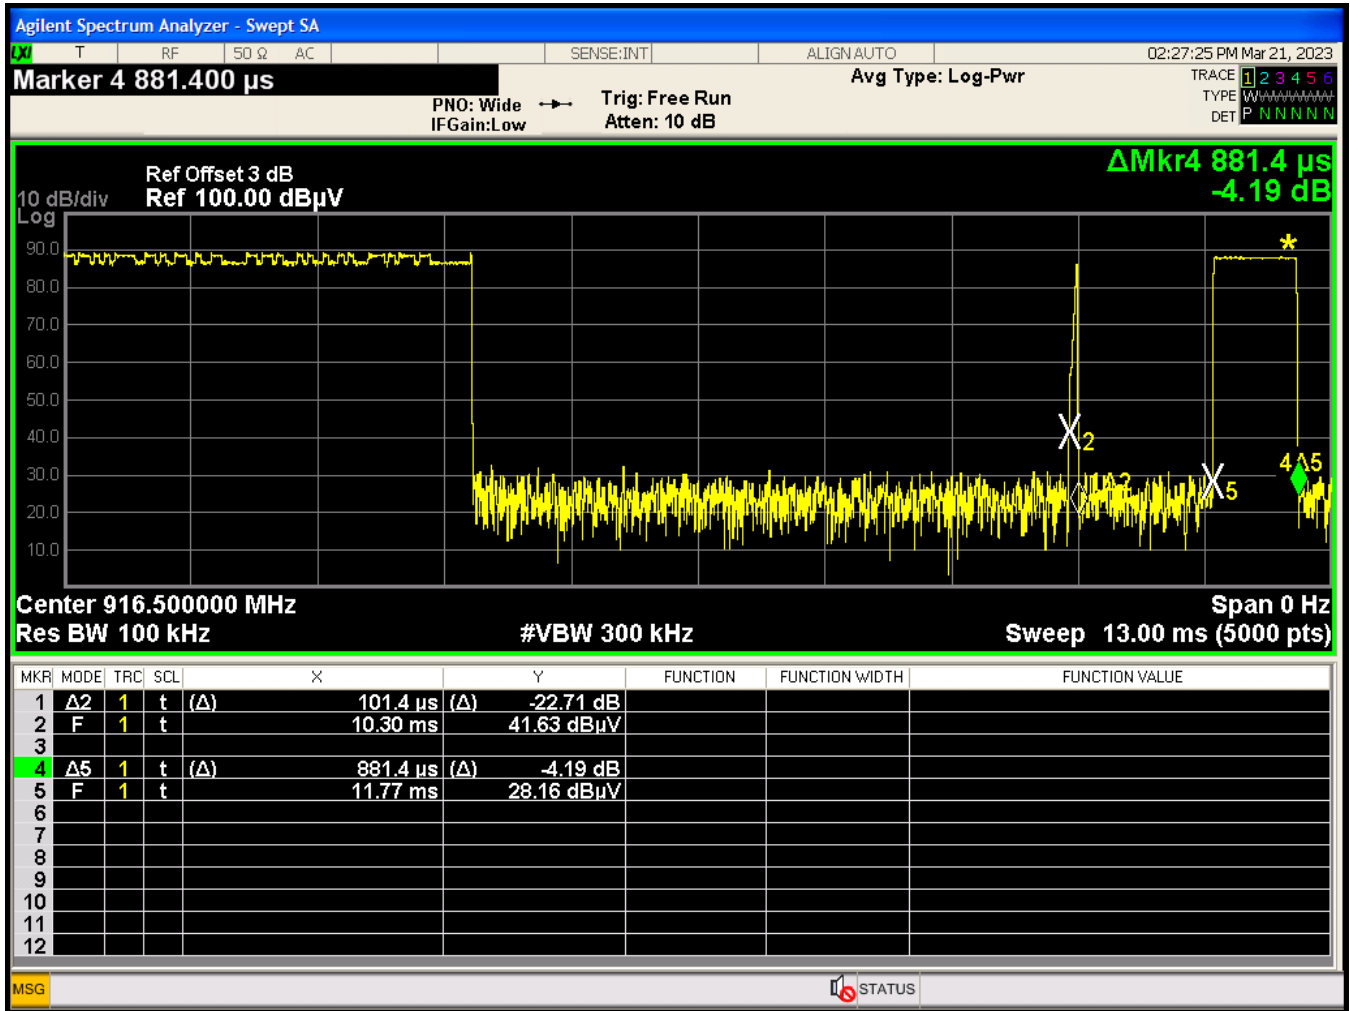 Agilent Spectrum Analyzer - Swept SA
LXI T RF 50 Ω AC SENSE:INT ALIGN AUTO 02:27:25 PM Mar 21, 2023
Marker 4 881.400 µs
PNO: Wide
IFGain:Low
Trig: Free Run
Atten: 10 dB
Avg Type: Log-Pwr
TRACE 1 2 3 4 5 6
TYPE WWWWWW
DET P N N N N N
ΔMkr4 881.4 µs
-4.19 dB
Ref Offset 3 dB
10 dB/div Ref 100.00 dBµV
Log
90.0
80.0
70.0
60.0
50.0
40.0
30.0
20.0
10.0
*
2
1Δ2
5
4Δ5
Center 916.500000 MHz Span 0 Hz
Res BW 100 kHz #VBW 300 kHz Sweep 13.00 ms (5000 pts)
MKR MODE TRC SCL X Y FUNCTION FUNCTION WIDTH FUNCTION VALUE
1 Δ2 1 t (Δ) 101.4 µs (Δ) -22.71 dB
2 F 1 t 10.30 ms 41.63 dBµV
3
4 Δ5 1 t (Δ) 881.4 µs (Δ) -4.19 dB
5 F 1 t 11.77 ms 28.16 dBµV
6
7
8
9
10
11
12
MSG STATUS